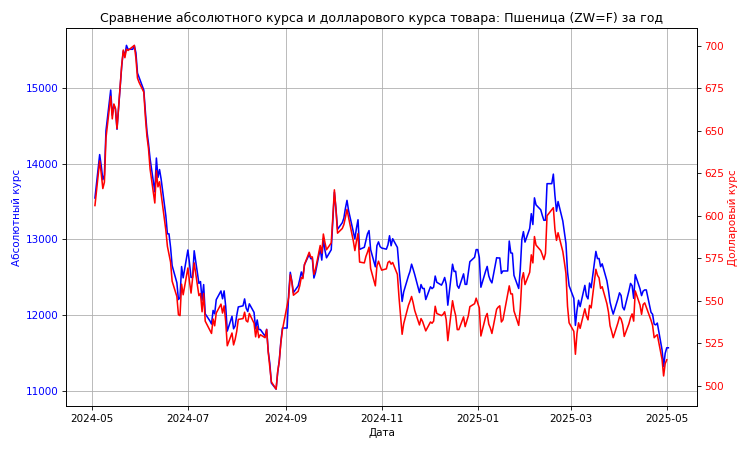 Сравнение абсолютного курса и долларового курса товара: Пшеница (ZW=F) за год
Абсолютный курс
15000
14000
13000
12000
11000
700
675
650
625
600
575
550
525
500
Долларовый курс
2024-05 2024-07 2024-09 2024-11 2025-01 2025-03 2025-05
Дата